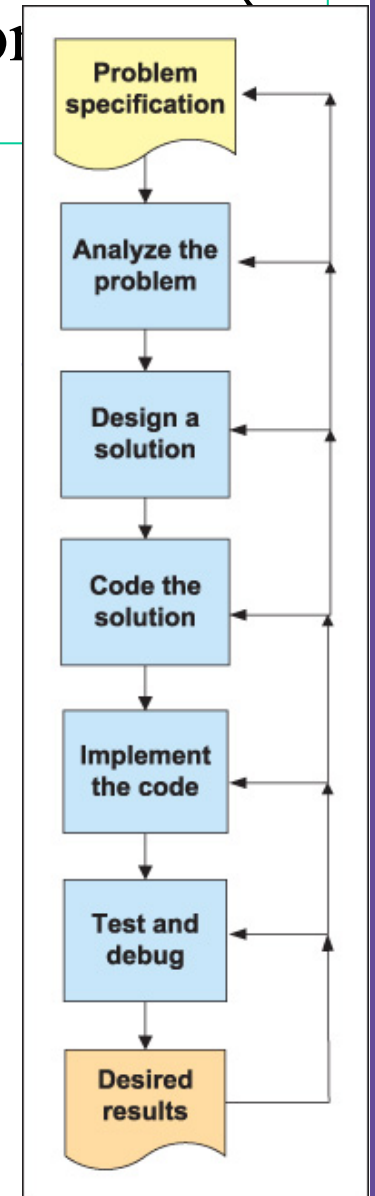 Problem
specification
Analyze the
problem
Design a
solution
Code the
solution
Implement
the code
Test and
debug
Desired
results